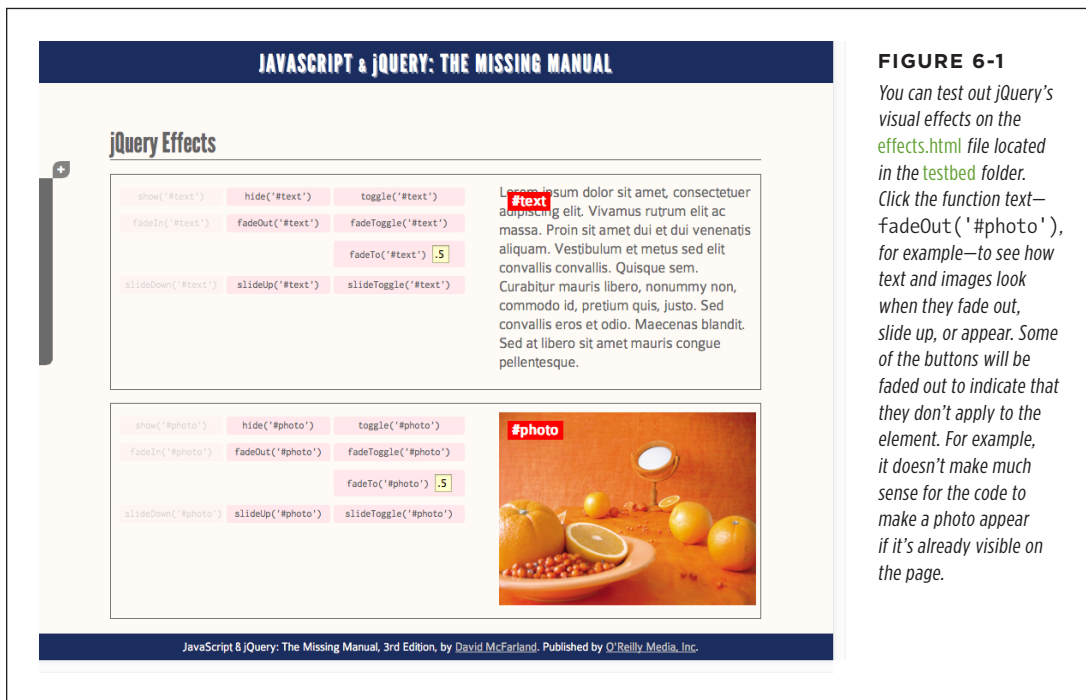 JAVASCRIPT & jQUERY: THE MISSING MANUAL
jQuery Effects
+
show('#text') hide('#text') toggle('#text')
fadeIn('#text') fadeOut('#text') fadeToggle('#text')
fadeTo('#text') .5
slideDown('#text') slideUp('#text') slideToggle('#text')
#text
Lorem ipsum dolor sit amet, consectetuer
adipiscing elit. Vivamus rutrum elit ac
massa. Proin sit amet dui et dui venenatis
aliquam. Vestibulum et metus sed elit
convallis convallis. Quisque sem.
Curabitur mauris libero, nonummy non,
commodo id, pretium quis, justo. Sed
convallis eros et odio. Maecenas blandit.
Sed at libero sit amet mauris congue
pellentesque.
show('#photo') hide('#photo') toggle('#photo')
fadeIn('#photo') fadeOut('#photo') fadeToggle('#photo')
fadeTo('#photo') .5
slideDown('#photo') slideUp('#photo') slideToggle('#photo')
#photo
JavaScript & jQuery: The Missing Manual, 3rd Edition, by David McFarland. Published by O'Reilly Media, Inc.
FIGURE 6-1
You can test out jQuery's
visual effects on the
effects.html file located
in the testbed folder.
Click the function text—
fadeOut('#photo'),
for example—to see how
text and images look
when they fade out,
slide up, or appear. Some
of the buttons will be
faded out to indicate that
they don't apply to the
element. For example,
it doesn't make much
sense for the code to
make a photo appear
if it's already visible on
the page.